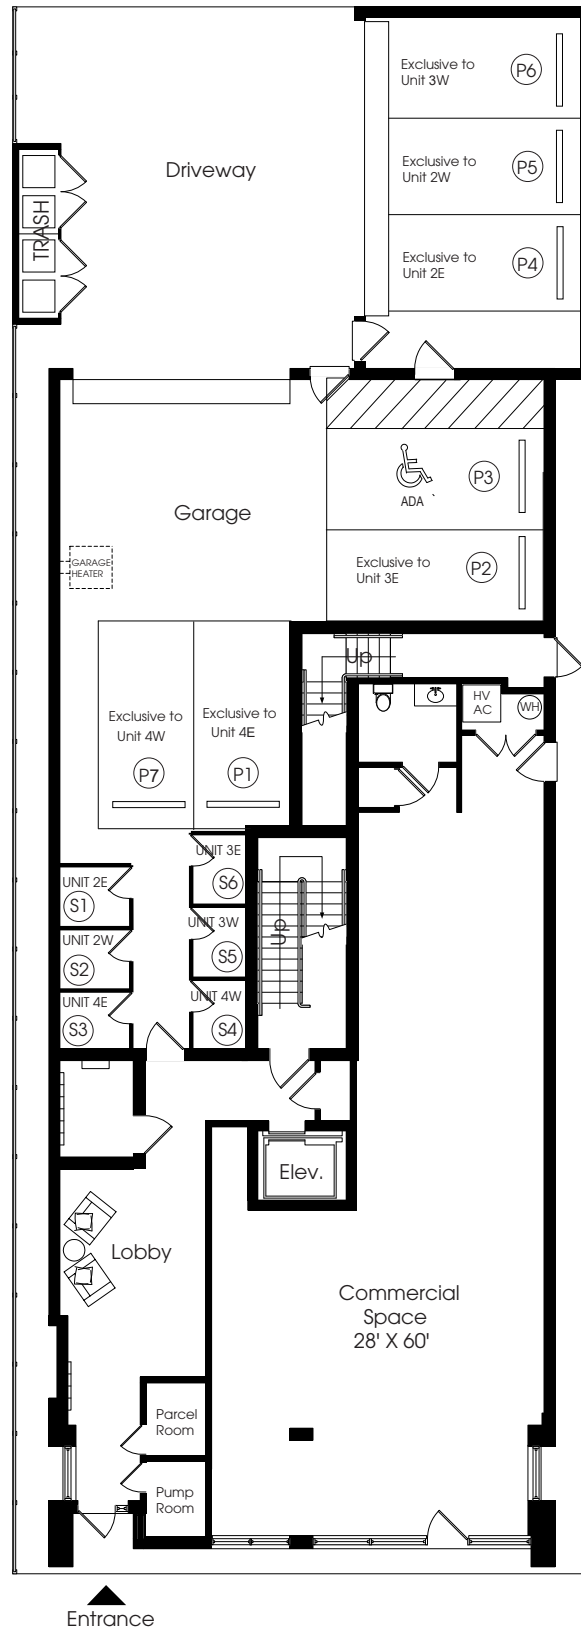 Exclusive to
Unit 3W
P6
Driveway
Exclusive to
Unit 2W
P5
TRASH
Exclusive to
Unit 2E
P4
ADA
P3
Garage
GARAGE
HEATER
Exclusive to
Unit 3E
P2
Up
HV
AC
WH
Exclusive to
Unit 4W
P7
Exclusive to
Unit 4E
P1
UNIT 3E
S6
UNIT 2E
S1
UNIT 3W
S5
Up
UNIT 2W
S2
UNIT 4W
S4
UNIT 4E
S3
Elev.
Lobby
Commercial
Space
28' X 60'
Parcel
Room
Pump
Room
Entrance